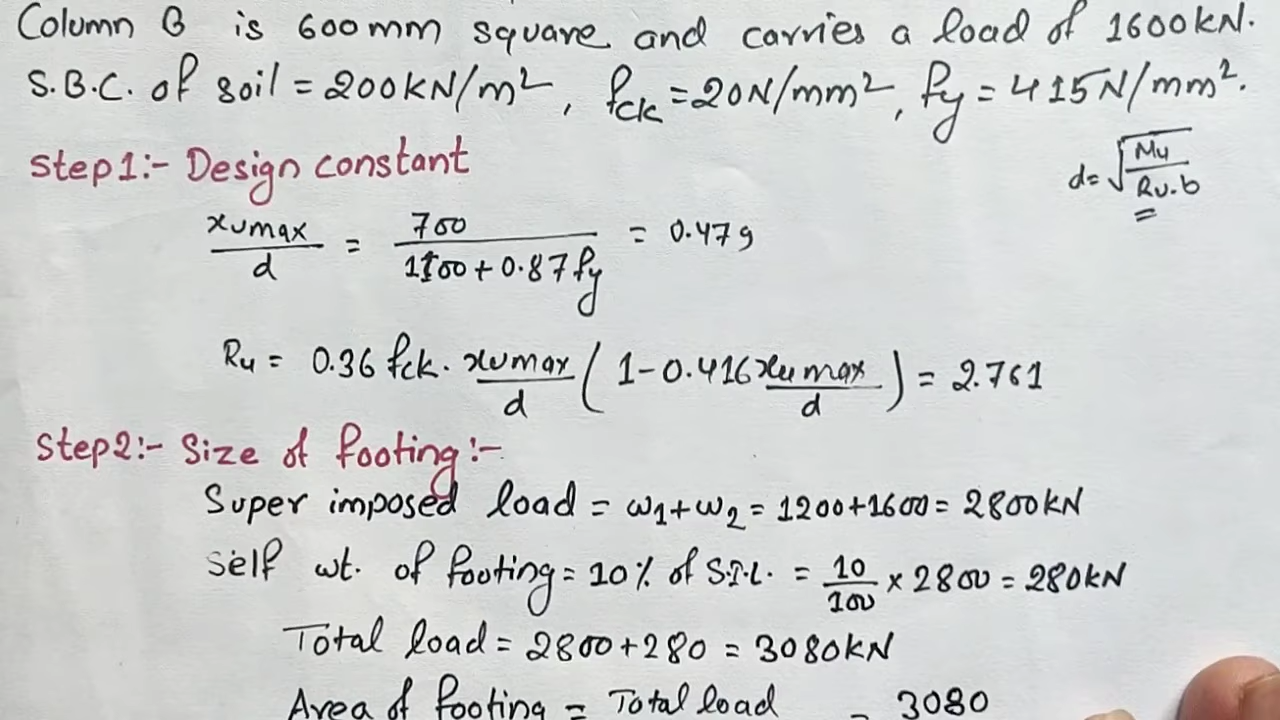 Column B is 600mm square and carries a load of 1600kN.
S.B.C. of soil = 200kN/m², fck = 20N/mm², fy = 415N/mm².
Step1:- Design constant
d = √(Mu / Ru.b)
xumax / d = 700 / (1100 + 0.87fy) = 0.479
Ru = 0.36 fck. xumax / d (1 - 0.416 xumax / d) = 2.761
Step2:- Size of footing:-
Super imposed load = w1+w2 = 1200+1600 = 2800kN
Self wt. of footing = 10% of S.I.L. = 10/100 × 2800 = 280kN
Total load = 2800+280 = 3080kN
Area of footing = Total load = 3080